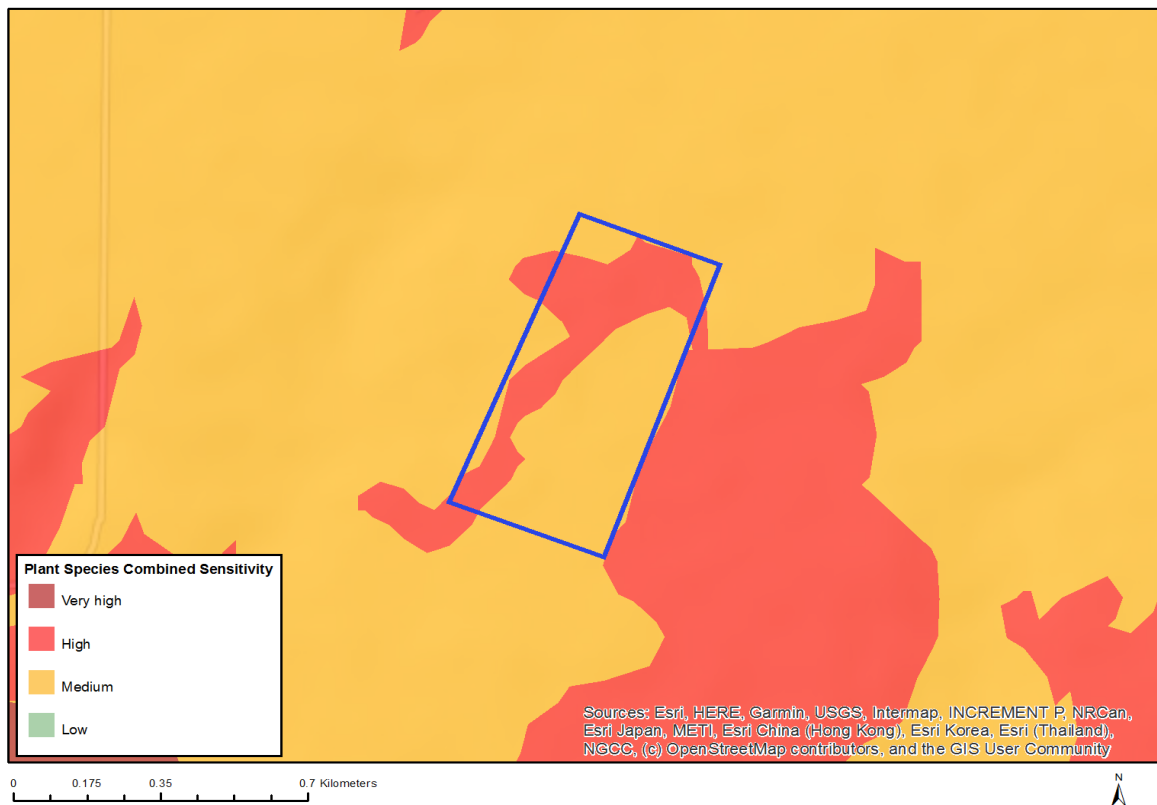 Plant Species Combined Sensitivity
Very high
High
Medium
Low
Sources: Esri, HERE, Garmin, USGS, Intermap, INCREMENT P, NRCan,
Esri Japan, METI, Esri China (Hong Kong), Esri Korea, Esri (Thailand),
NGCC, (c) OpenStreetMap contributors, and the GIS User Community
0 0.175 0.35 0.7 Kilometers
N